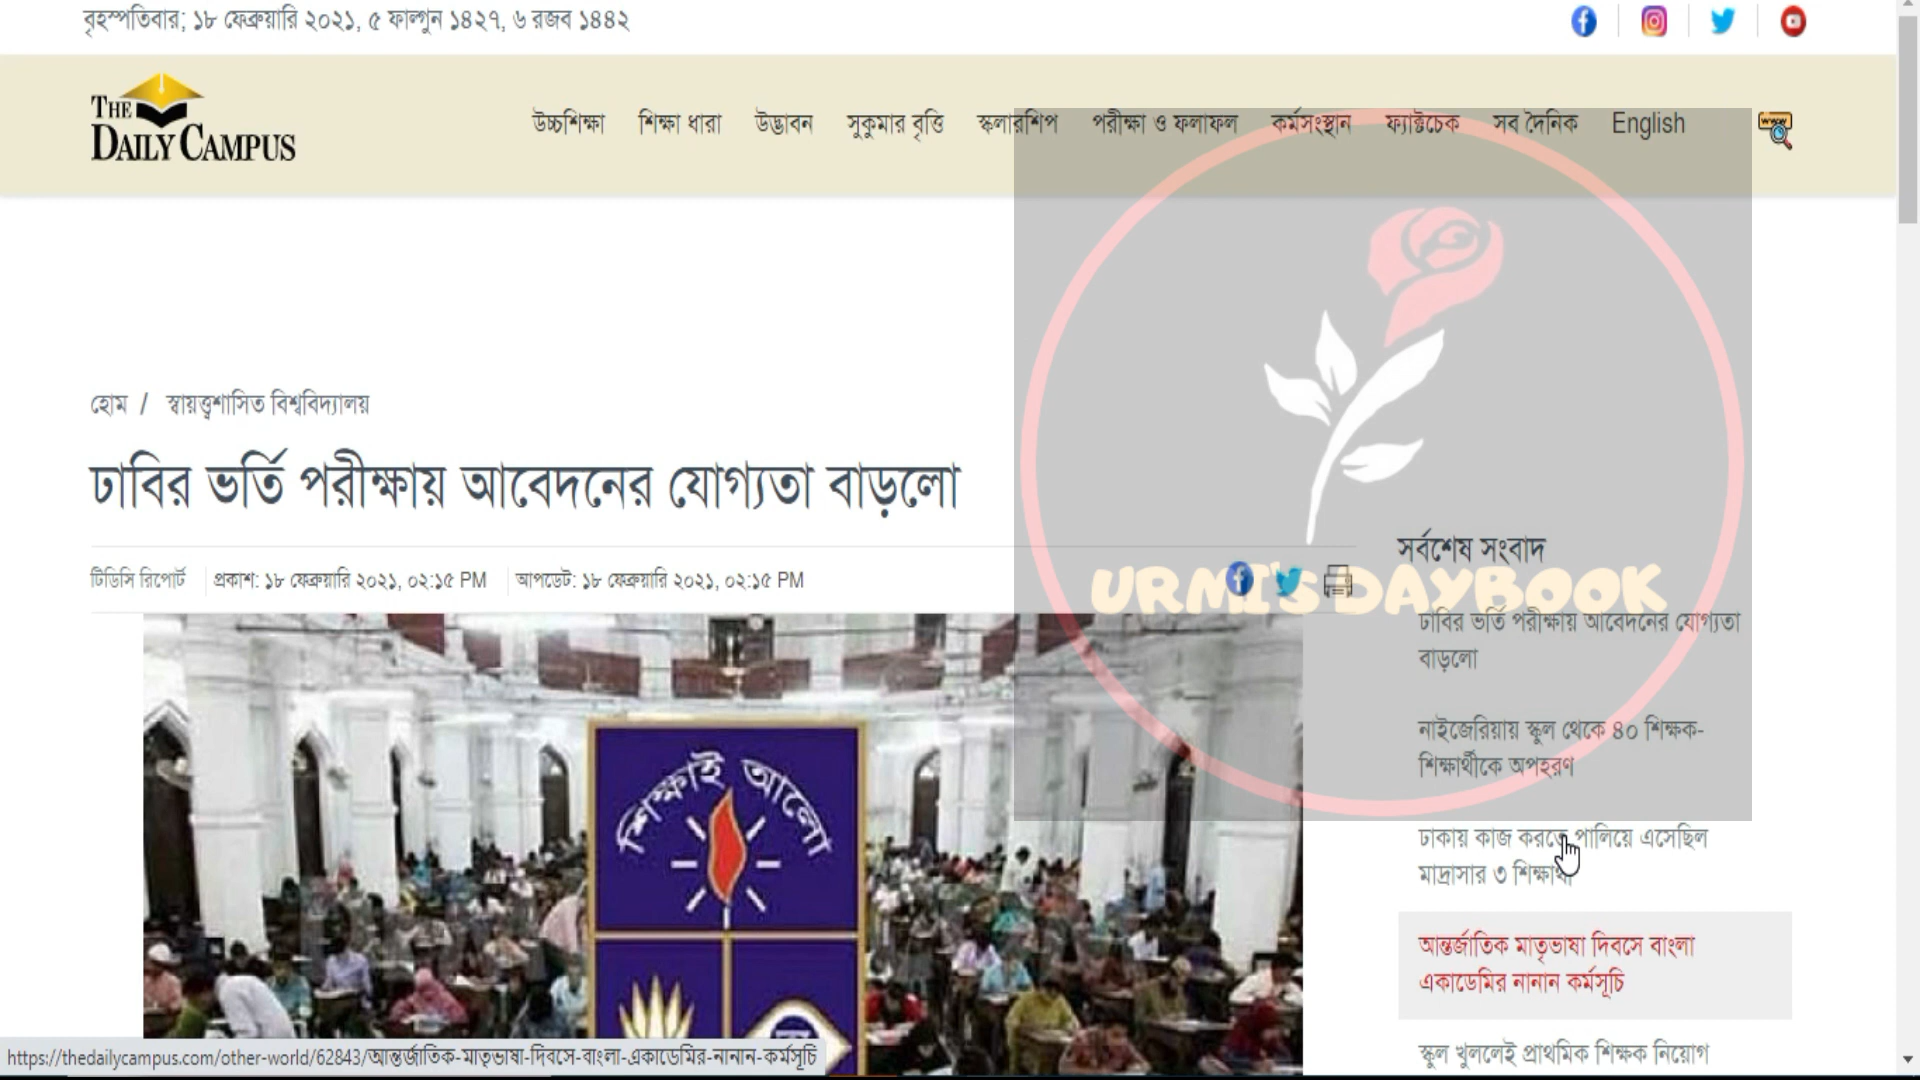 বৃহস্পতিবার; ১৮ ফেব্রুয়ারি ২০২১, ৫ ফাল্গুন ১৪২৭, ৬ রজব ১৪৪২
THE
DAILY CAMPUS
উচ্চশিক্ষা শিক্ষা ধারা উদ্ভাবন সুকুমার বৃত্তি স্কলারশিপ পরীক্ষা ও ফলাফল কর্মসংস্থান ফ্যাক্টচেক সব দৈনিক English
হোম / স্বায়ত্ত্বশাসিত বিশ্ববিদ্যালয়
ঢাবির ভর্তি পরীক্ষায় আবেদনের যোগ্যতা বাড়লো
টিডিসি রিপোর্ট প্রকাশ: ১৮ ফেব্রুয়ারি ২০২১, ০২:১৫ PM আপডেট: ১৮ ফেব্রুয়ারি ২০২১, ০২:১৫ PM
শিক্ষাই আলো
URMI'S DAYBOOK
সর্বশেষ সংবাদ
ঢাবির ভর্তি পরীক্ষায় আবেদনের যোগ্যতা
বাড়লো
নাইজেরিয়ায় স্কুল থেকে ৪০ শিক্ষক-
শিক্ষার্থীকে অপহরণ
ঢাকায় কাজ করতে পালিয়ে এসেছিল
মাদ্রাসার ৩ শিক্ষার্থী
আন্তর্জাতিক মাতৃভাষা দিবসে বাংলা
একাডেমির নানান কর্মসূচি
স্কুল খুললেই প্রাথমিক শিক্ষক নিয়োগ
https://thedailycampus.com/other-world/62843/আন্তর্জাতিক-মাতৃভাষা-দিবসে-বাংলা-একাডেমির-নানান-কর্মসূচি